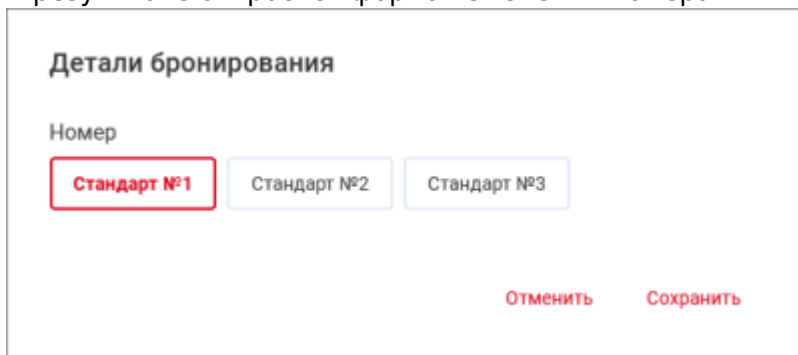 Детали бронирования
Номер
Стандарт №1 Стандарт №2 Стандарт №3
Отменить Сохранить